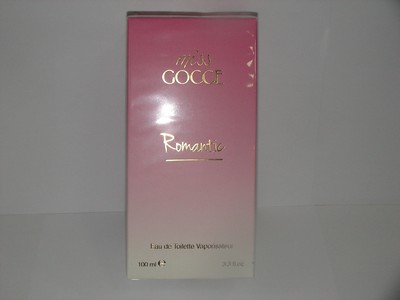 miss
GOCCE
Romantic
Eau de Toilette Vaporisateur
100 ml ℮